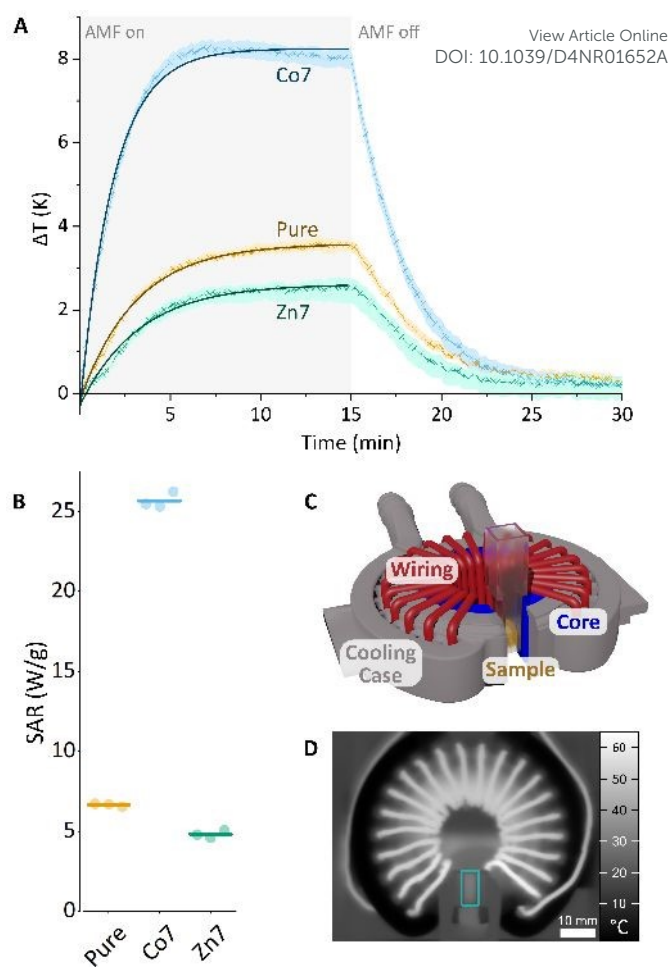 View Article Online
DOI: 10.1039/D4NR01652A
A
AMF on
AMF off
Co7
Pure
Zn7
ΔT (K)
8
6
4
2
0
5
10
15
20
25
30
Time (min)
B
SAR (W/g)
25
20
15
10
5
0
Pure
Co7
Zn7
C
Wiring
Core
Cooling
Case
Sample
D
60
50
40
30
20
10
°C
10 mm